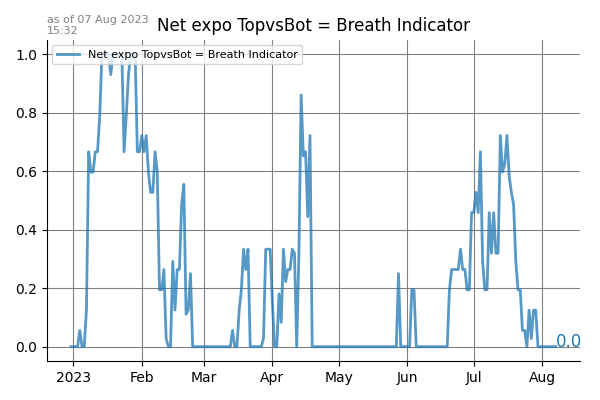 as of 07 Aug 2023
15:32
Net expo TopvsBot = Breath Indicator
Net expo TopvsBot = Breath Indicator
1.0
0.8
0.6
0.4
0.2
0.0
0.0
2023 Feb Mar Apr May Jun Jul Aug